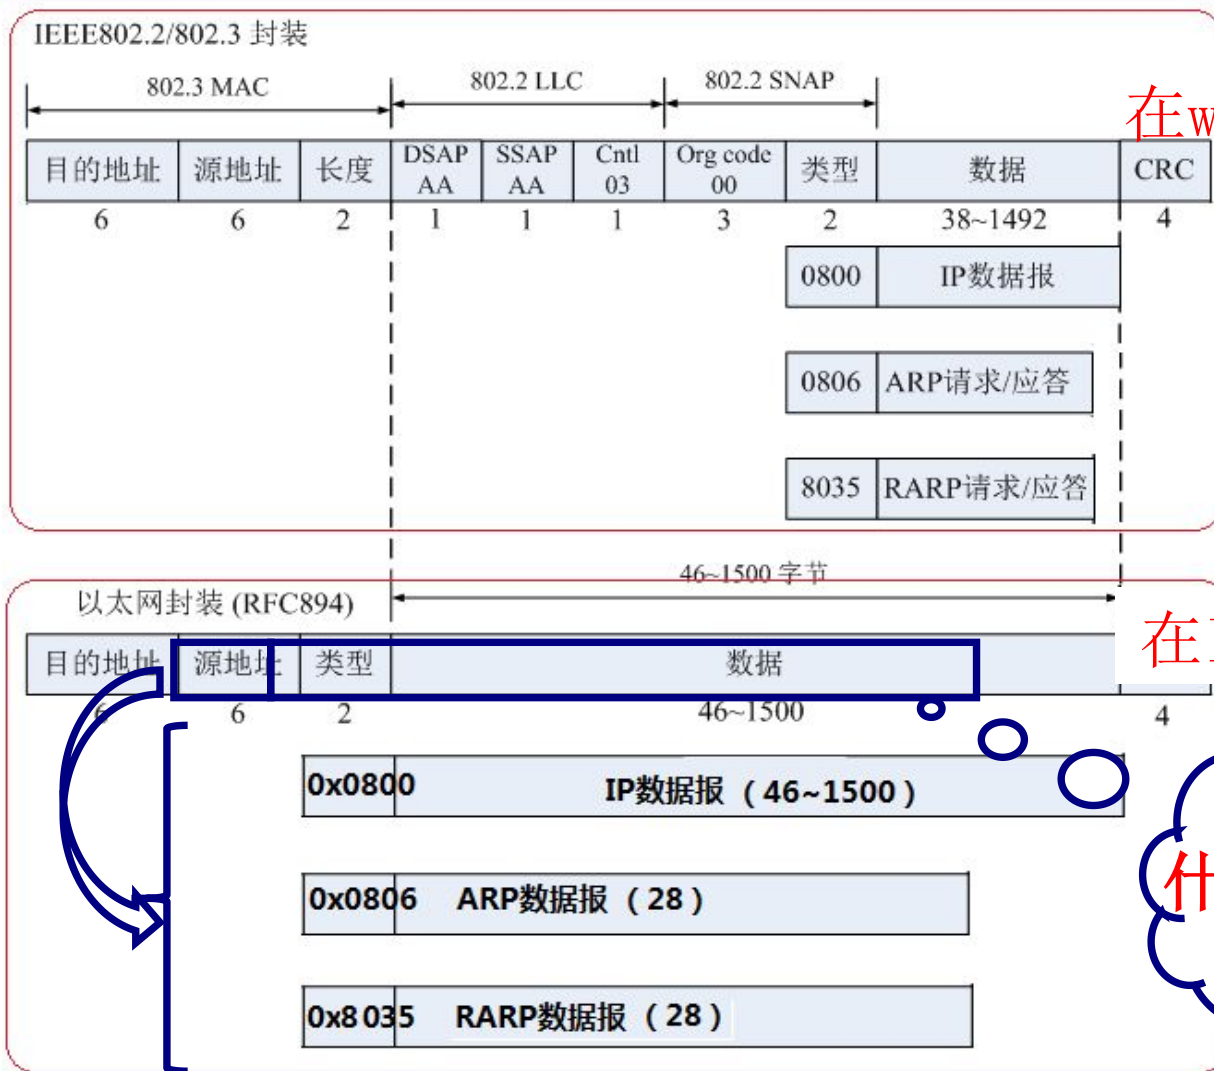 IEEE802.2/802.3 封装
802.3 MAC 802.2 LLC 802.2 SNAP
在w
目的地址 源地址 长度 DSAP AA SSAP AA Cntl 03 Org code 00 类型 数据 CRC
6 6 2 1 1 1 3 2 38~1492 4
0800 IP数据报
0806 ARP请求/应答
8035 RARP请求/应答
46~1500 字节
以太网封装 (RFC894)
在
目的地址 源地址 类型 数据
6 6 2 46~1500 4
0x0800 IP数据报 ( 46~1500 )
什
0x0806 ARP数据报 ( 28 )
0x8035 RARP数据报 ( 28 )